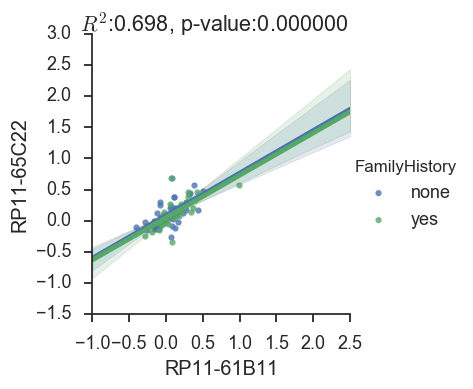 R²:0.698, p-value:0.000000
3.0
2.5
2.0
1.5
1.0
0.5
0.0
−0.5
−1.0
−1.5
RP11-65C22
−1.0−0.5 0.0 0.5 1.0 1.5 2.0 2.5
RP11-61B11
FamilyHistory
none
yes